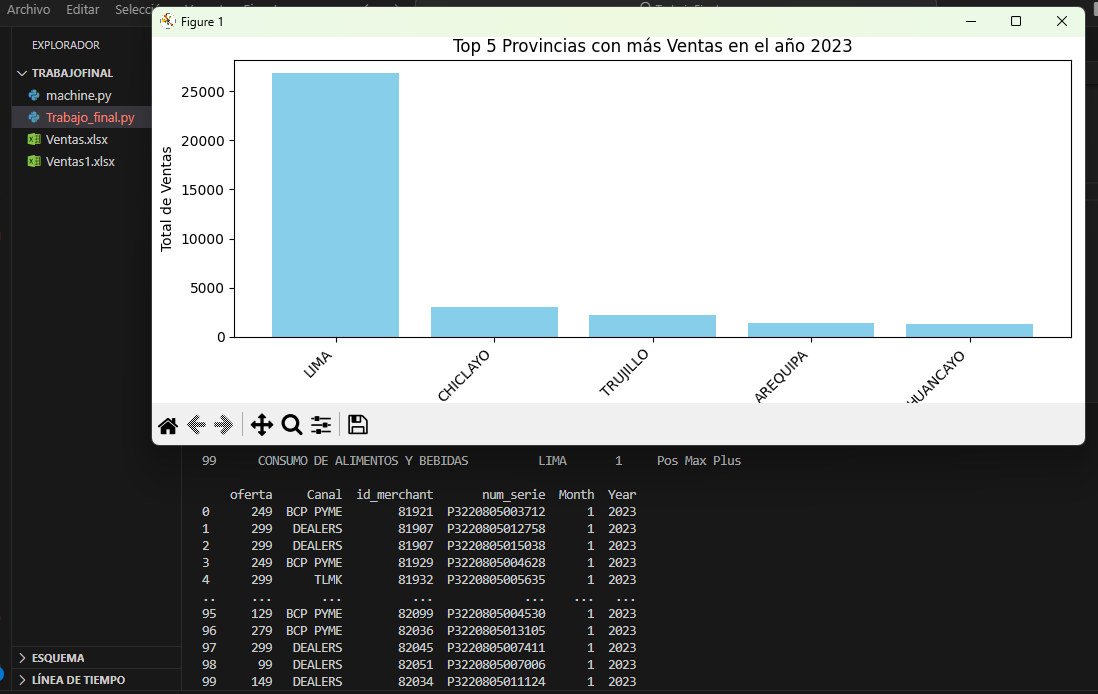 Archivo Editar
Figure 1
EXPLORADOR
TRABAJOFINAL
machine.py
Trabajo_final.py
Ventas.xlsx
Ventas1.xlsx
Top 5 Provincias con más Ventas en el año 2023
Total de Ventas
25000
20000
15000
10000
5000
0
LIMA
CHICLAYO
TRUJILLO
AREQUIPA
HUANCAYO
99 CONSUMO DE ALIMENTOS Y BEBIDAS LIMA 1 Pos Max Plus
oferta Canal id_merchant num_serie Month Year
0 249 BCP PYME 81921 P3220805003712 1 2023
1 299 DEALERS 81907 P3220805012758 1 2023
2 299 DEALERS 81907 P3220805015038 1 2023
3 249 BCP PYME 81929 P3220805004628 1 2023
4 299 TLMK 81932 P3220805005635 1 2023
.. ... ... ... ... ... ...
95 129 BCP PYME 82099 P3220805004530 1 2023
96 279 BCP PYME 82036 P3220805013105 1 2023
97 299 DEALERS 82045 P3220805007411 1 2023
98 99 DEALERS 82051 P3220805007006 1 2023
99 149 DEALERS 82034 P3220805011124 1 2023
ESQUEMA
LÍNEA DE TIEMPO